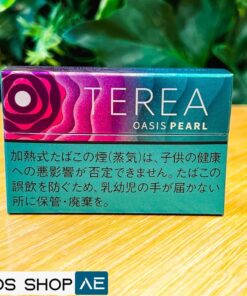 TEREA
OASIS PEARL
加熱式たばこの煙(蒸気)は、子供の健康
への悪影響が否定できません。たばこの
誤飲を防ぐため、乳幼児の手が届かない
所に保管・廃棄を。
OS SHOP AE